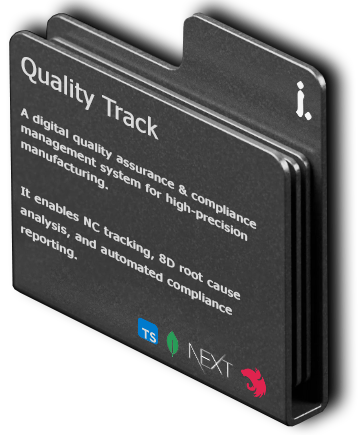 i.
Quality Track
A digital quality assurance & compliance
management system for high-precision
manufacturing.
It enables NC tracking, 8D root cause
analysis, and automated compliance
reporting.
TS
NEXT